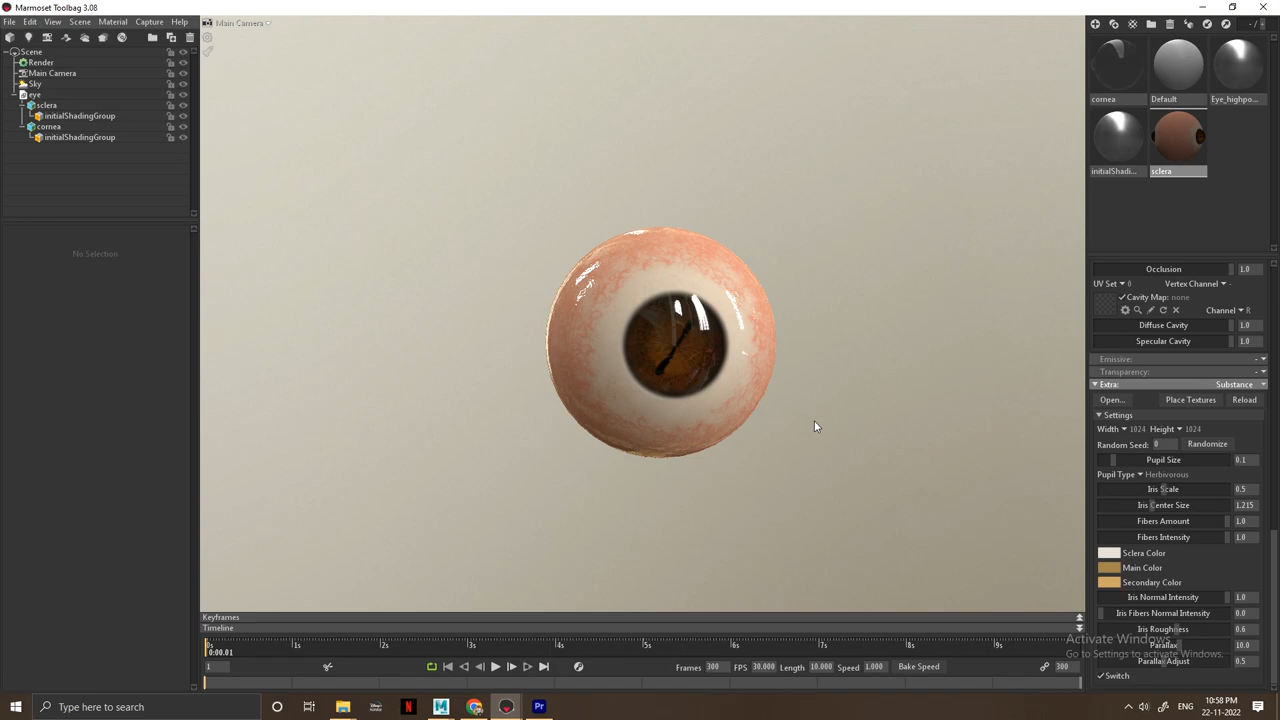 Marmoset Toolbag 3.08
File Edit View Scene Material Capture Help
Main Camera
Scene
Render
Main Camera
Sky
eye
sclera
initialShadingGroup
cornea
initialShadingGroup
No Selection
- / +
cornea Default Eye_highpo...
initialShadi... sclera
Occlusion 1.0
UV Set 0 Vertex Channel -
Cavity Map: none
Channel R
Diffuse Cavity 1.0
Specular Cavity 1.0
Emissive: -
Transparency: -
Extra: Substance
Open... Place Textures Reload
Settings
Width 1024 Height 1024
Random Seed: 0 Randomize
Pupil Size 0.1
Pupil Type Herbivorous
Iris Scale 0.5
Iris Center Size 1.215
Fibers Amount 1.0
Fibers Intensity 1.0
Sclera Color
Main Color
Secondary Color
Iris Normal Intensity 1.0
Iris Fibers Normal Intensity 0.0
Iris Roughness 0.6
Parallax 10.0
Parallax Adjust 0.5
Switch
Activate Windows
Go to Settings to activate Windows.
Keyframes
Timeline
0s 1s 2s 3s 4s 5s 6s 7s 8s 9s
0:00.01
1 Frames 300 FPS 30.000 Length 10.000 Speed 1.000 Bake Speed 300
Type here to search
ENG 10:58 PM
22-11-2022